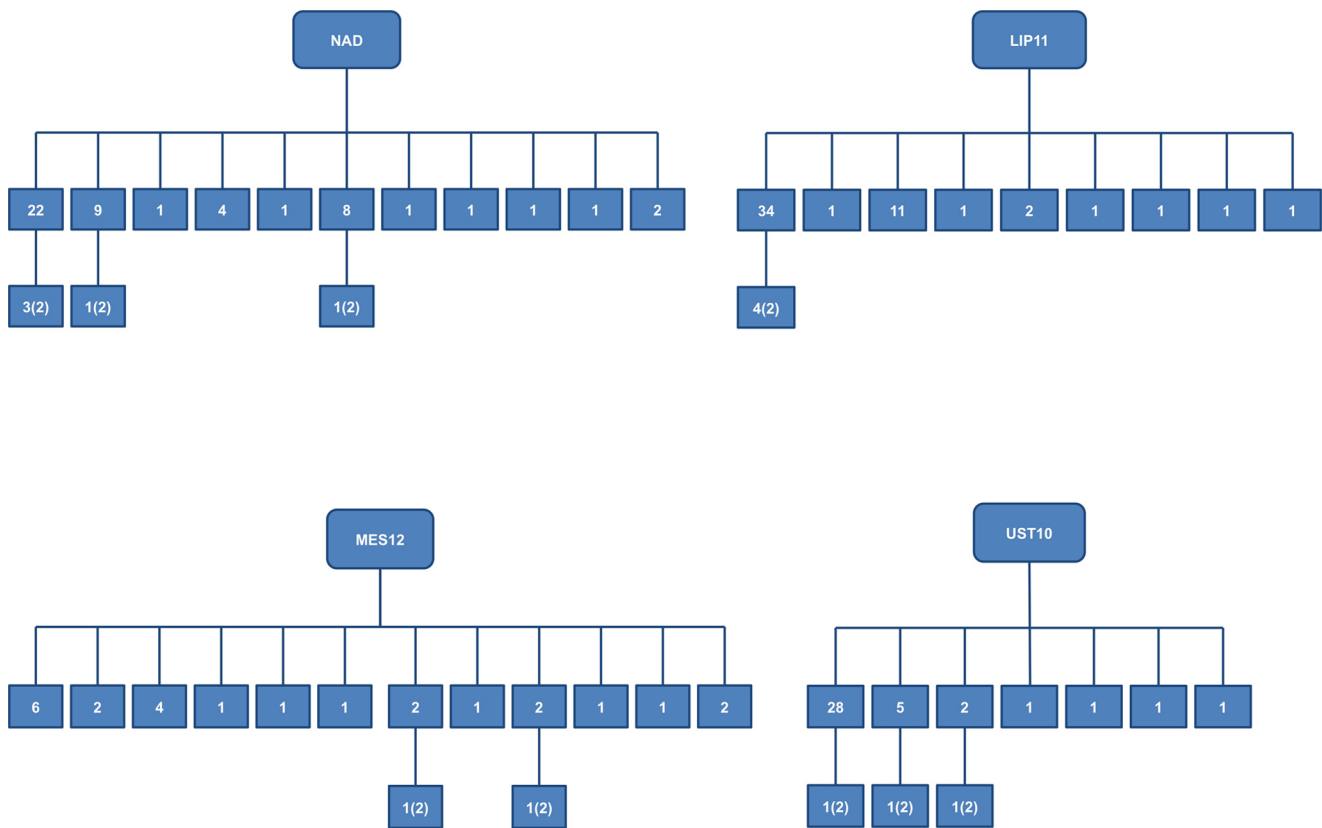 NAD
22 9 1 4 1 8 1 1 1 1 2
3(2) 1(2) 1(2)
LIP11
34 1 11 1 2 1 1 1 1
4(2)
MES12
6 2 4 1 1 1 2 1 2 1 1 2
1(2) 1(2)
UST10
28 5 2 1 1 1 1
1(2) 1(2) 1(2)